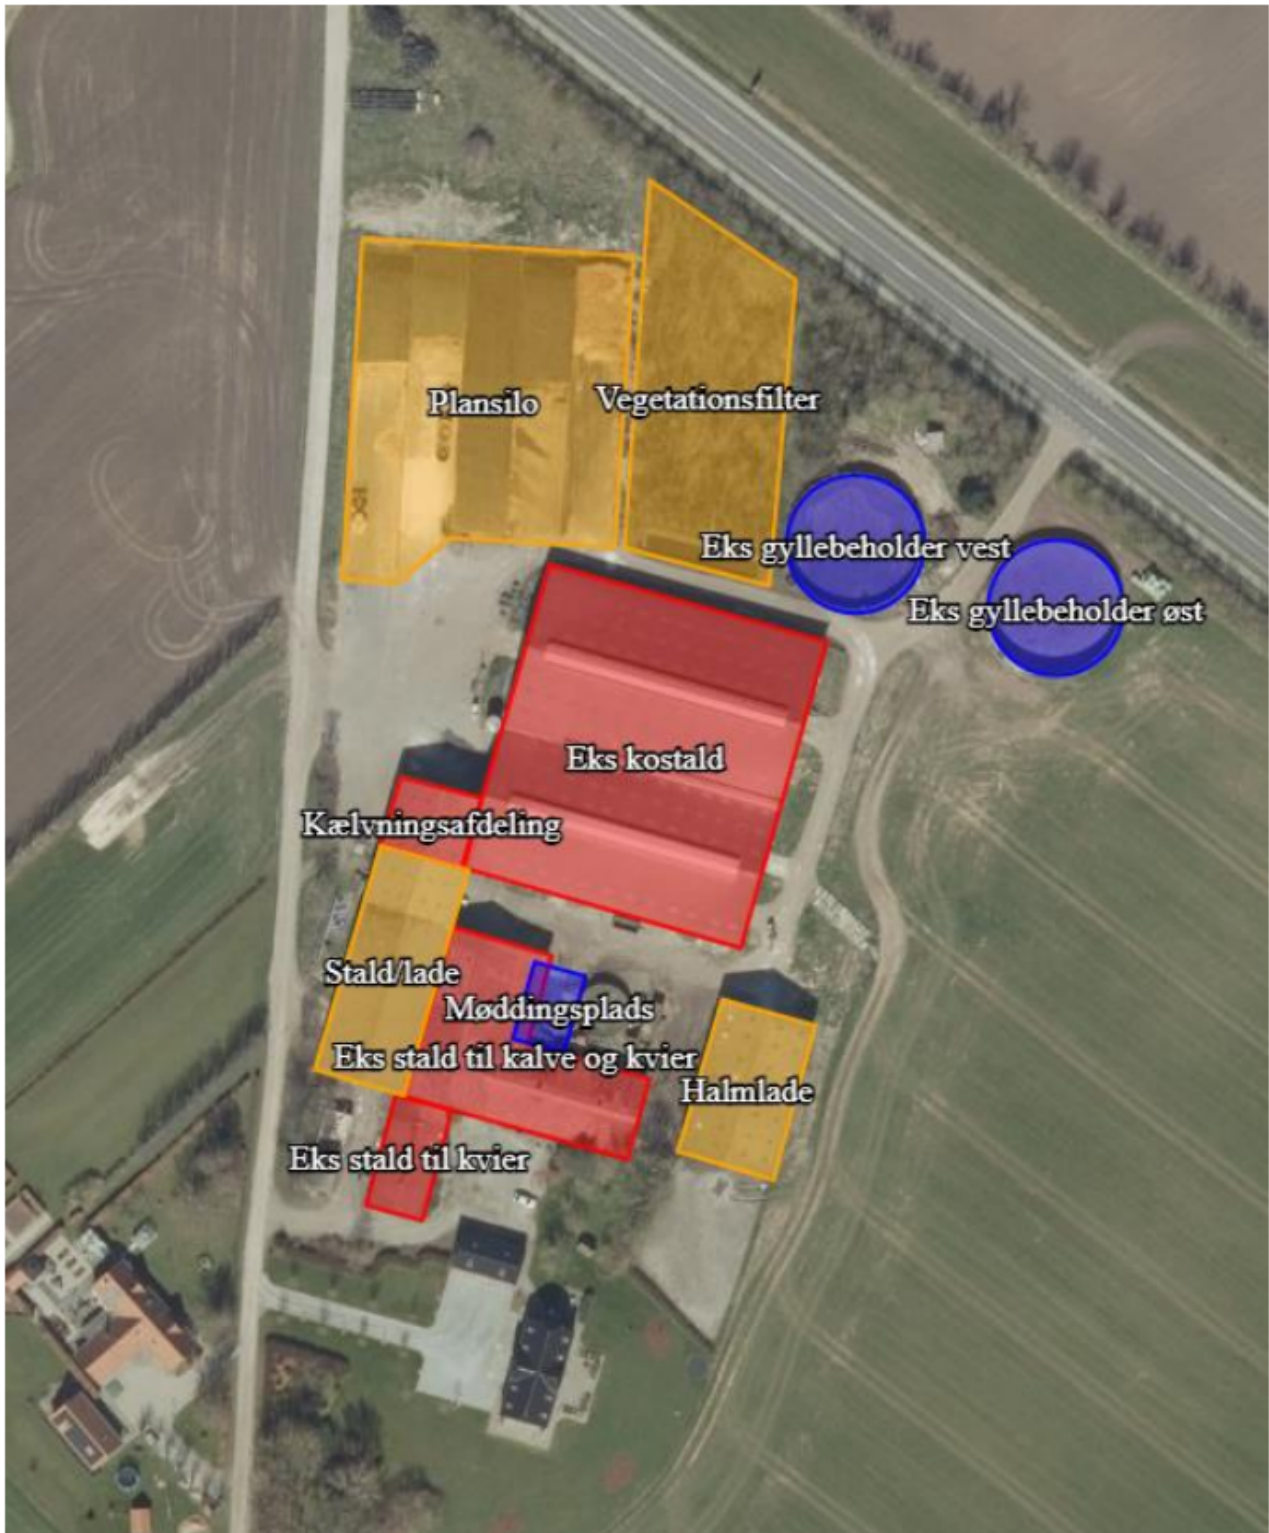 Plansilo
Vegetationsfilter
Eks gyllebeholder vest
Eks gyllebeholder øst
Eks kostald
Kælvningsafdeling
Stald/lade
Møddingsplads
Eks stald til kalve og kvier
Halmlade
Eks stald til kvier